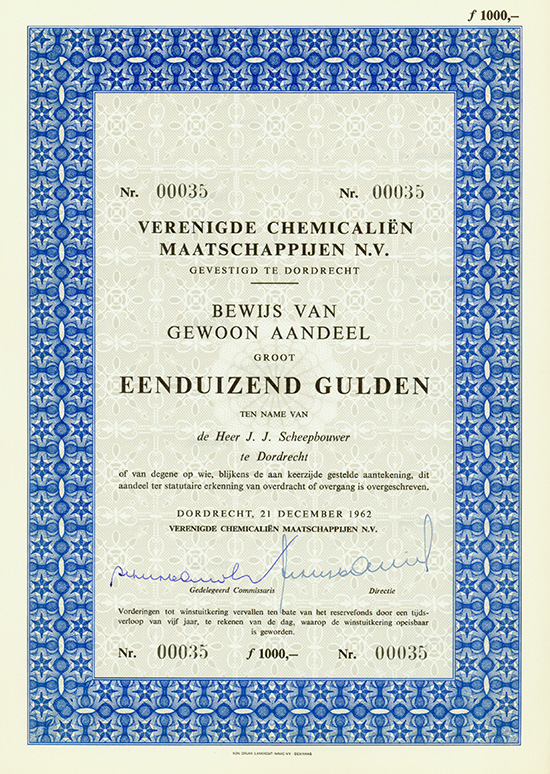 ƒ 1000,—
Nr. 00035 Nr. 00035
VERENIGDE CHEMICALIËN
MAATSCHAPPIJEN N.V.
GEVESTIGD TE DORDRECHT
BEWIJS VAN
GEWOON AANDEEL
GROOT
EENDUIZEND GULDEN
TEN NAME VAN
de Heer J. J. Scheepbouwer
te Dordrecht
of van degene op wie, blijkens de aan keerzijde gestelde aantekening, dit
aandeel ter statutaire erkenning van overdracht of overgang is overgeschreven.
DORDRECHT, 21 DECEMBER 1962
VERENIGDE CHEMICALIËN MAATSCHAPPIJEN N.V.
Gedelegeerd Commissaris Directie
Vorderingen tot winstuitkering vervallen ten bate van het reservefonds door een tijds-
verloop van vijf jaar, te rekenen van de dag, waarop de winstuitkering opeisbaar
is geworden.
Nr. 00035 ƒ 1000,— Nr. 00035